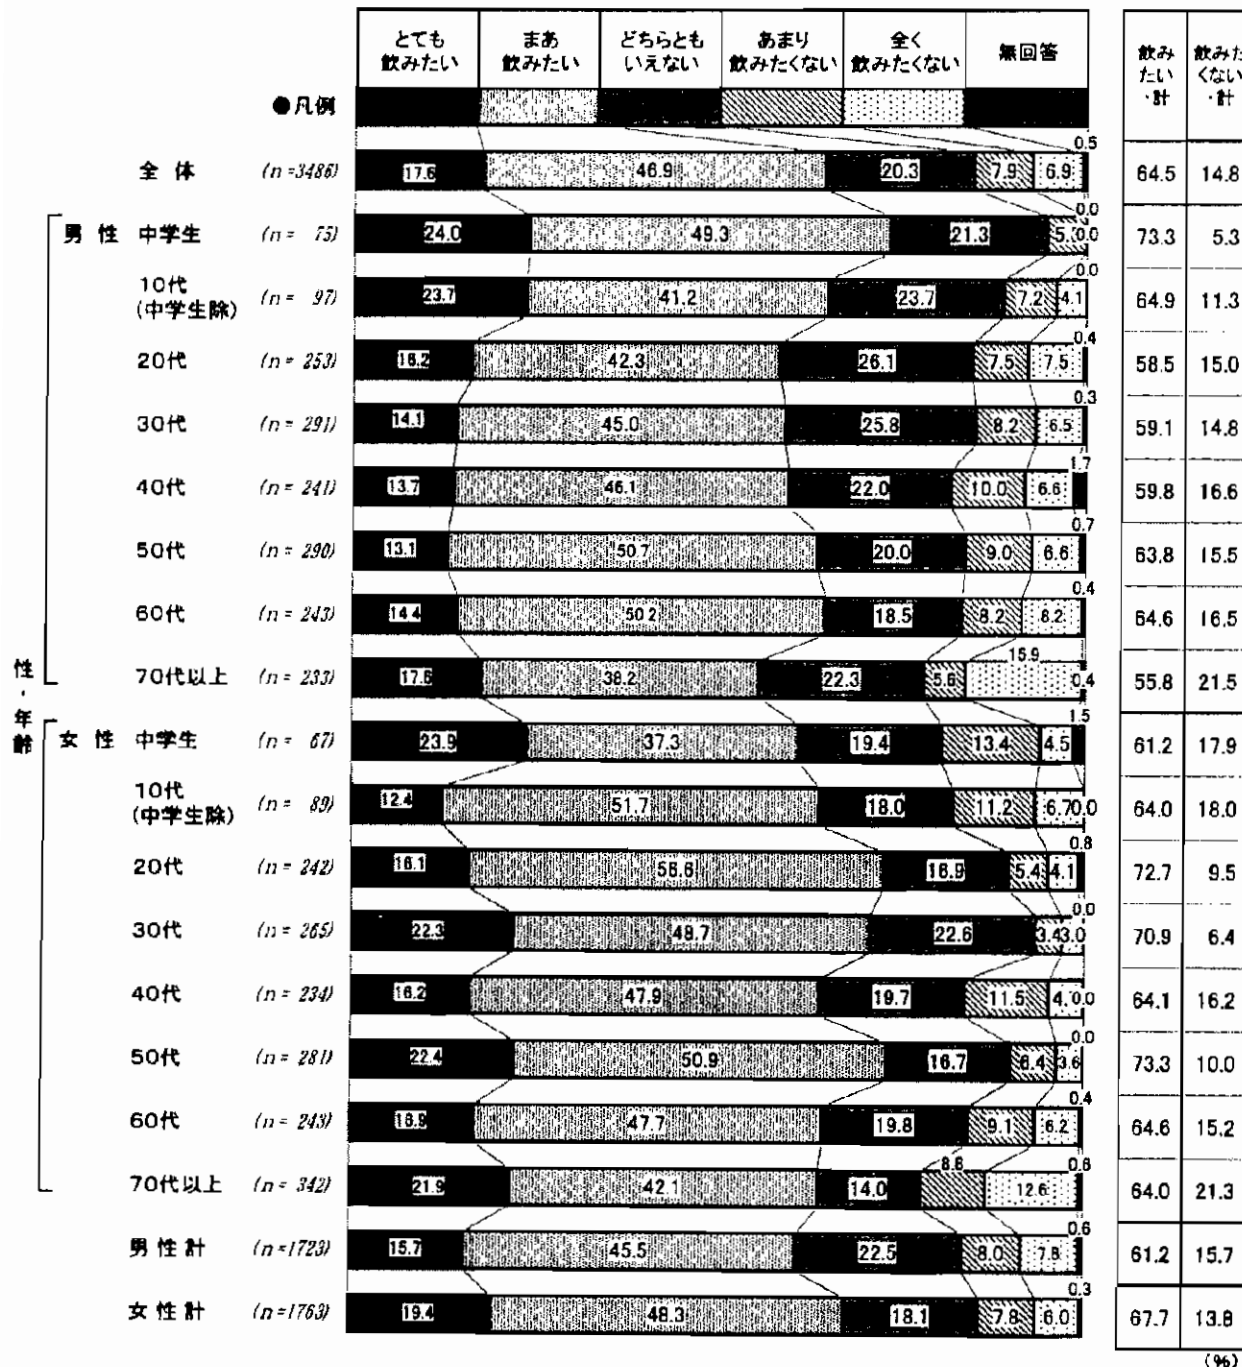 とても飲みたい まあ飲みたい どちらともいえない あまり飲みたくない 全く飲みたくない 無回答 飲みたい・計 飲みたくない・計
●凡例
全体 (n=3486) 17.6 46.9 20.3 7.9 6.9 0.5 64.5 14.8
性・年齢
男性 中学生 (n= 75) 24.0 49.3 21.3 0.0 0.0 73.3 5.3
10代(中学生除) (n= 97) 23.7 41.2 23.7 7.2 4.1 0.0 64.9 11.3
20代 (n= 253) 16.2 42.3 26.1 7.5 7.5 0.4 58.5 15.0
30代 (n= 291) 14.1 45.0 25.8 8.2 6.5 0.3 59.1 14.8
40代 (n= 241) 13.7 46.1 22.0 10.0 6.6 1.7 59.8 16.6
50代 (n= 290) 13.1 50.7 20.0 9.0 6.6 0.7 63.8 15.5
60代 (n= 243) 14.4 50.2 18.5 8.2 8.2 0.4 64.6 16.5
70代以上 (n= 233) 17.6 38.2 22.3 5.6 15.9 0.4 55.8 21.5
女性 中学生 (n= 67) 23.9 37.3 19.4 13.4 4.5 1.5 61.2 17.9
10代(中学生除) (n= 89) 12.4 51.7 18.0 11.2 6.7 0.0 64.0 18.0
20代 (n= 242) 16.1 56.6 16.9 5.4 4.1 0.8 72.7 9.5
30代 (n= 265) 22.3 48.7 22.6 3.4 3.0 0.0 70.9 6.4
40代 (n= 234) 16.2 47.9 19.7 11.5 0.0 64.1 16.2
50代 (n= 281) 22.4 50.9 16.7 6.4 3.6 0.0 73.3 10.0
60代 (n= 243) 16.9 47.7 19.8 9.1 6.2 0.4 64.6 15.2
70代以上 (n= 342) 21.9 42.1 14.0 12.6 64.0 21.3
男性計 (n=1723) 15.7 45.5 22.5 8.0 7.8 0.6 61.2 15.7
女性計 (n=1763) 19.4 48.3 18.1 7.8 6.0 0.3 67.7 13.8
(%)